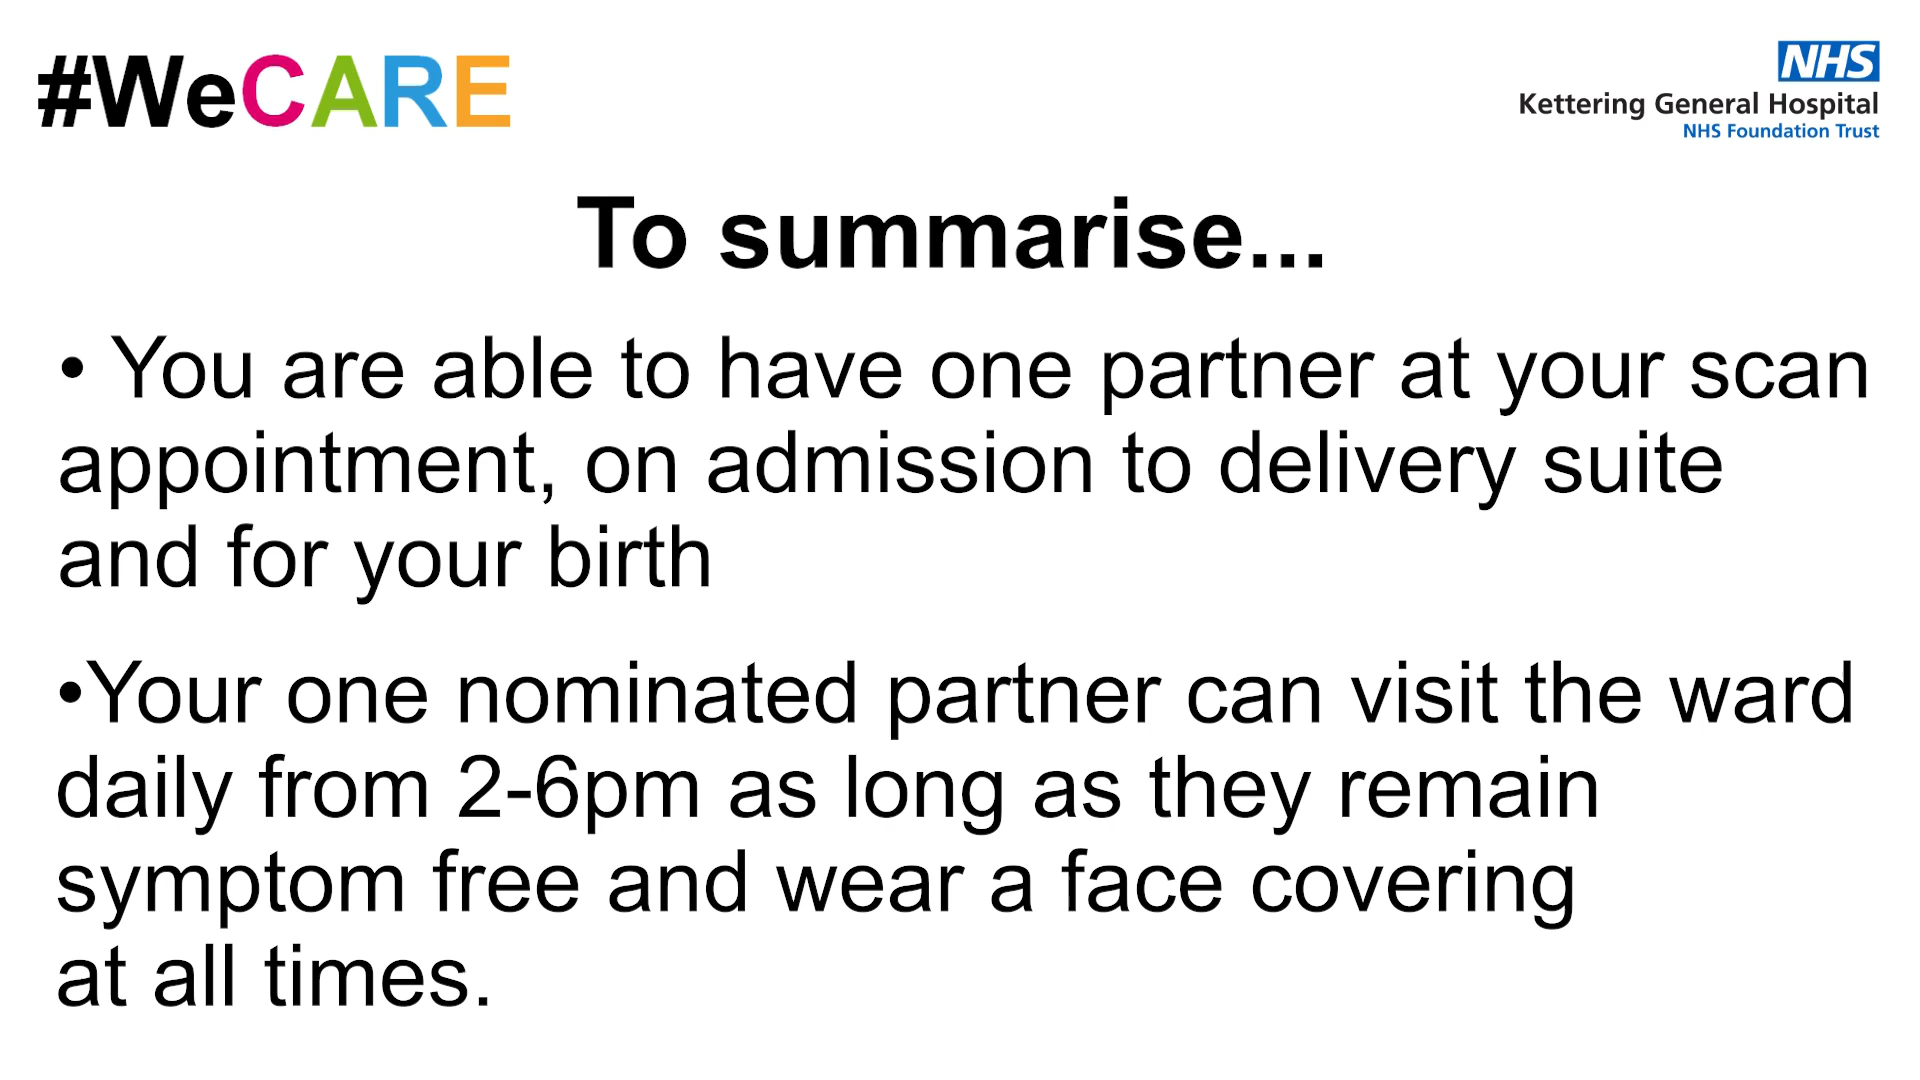 #WeCARE
NHS
Kettering General Hospital
NHS Foundation Trust
To summarise...
• You are able to have one partner at your scan
appointment, on admission to delivery suite
and for your birth
•Your one nominated partner can visit the ward
daily from 2-6pm as long as they remain
symptom free and wear a face covering
at all times.